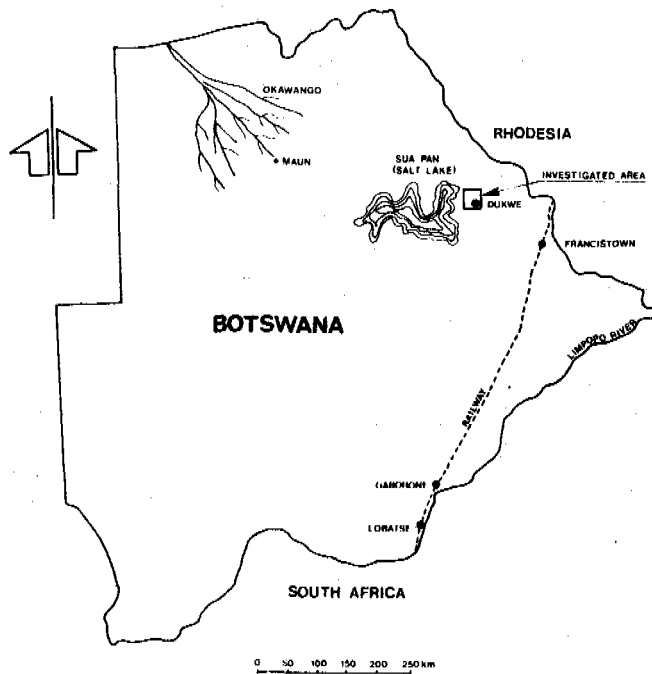 OKAWANGO
MAUN
RHODESIA
SUA PAN
(SALT LAKE)
INVESTIGATED AREA
DUKWE
FRANCISTOWN
BOTSWANA
LIMPOPO RIVER
RAILWAY
LOBATSE
SOUTH AFRICA
0 50 100 150 200 250 km